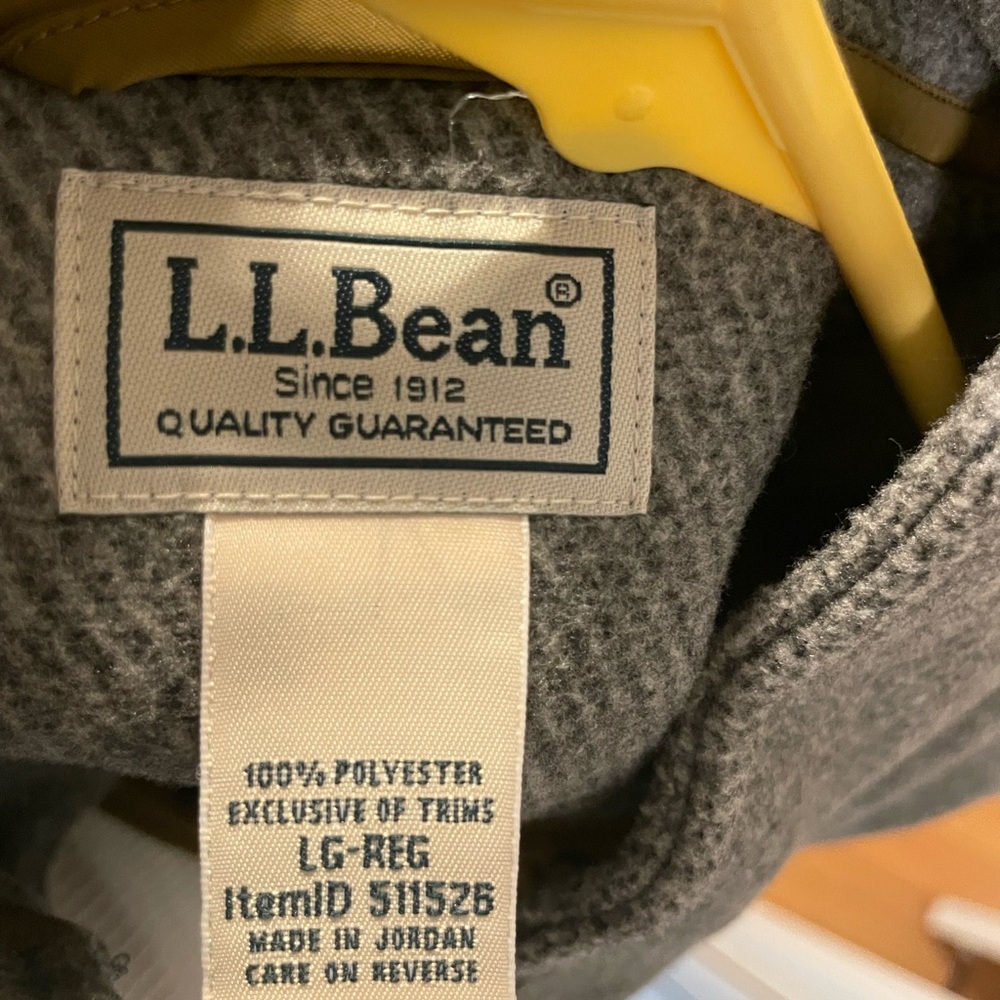 L.L.Bean®
Since 1912
QUALITY GUARANTEED
100% POLYESTER
EXCLUSIVE OF TRIMS
LG-REG
ItemID 511526
MADE IN JORDAN
CARE ON REVERSE